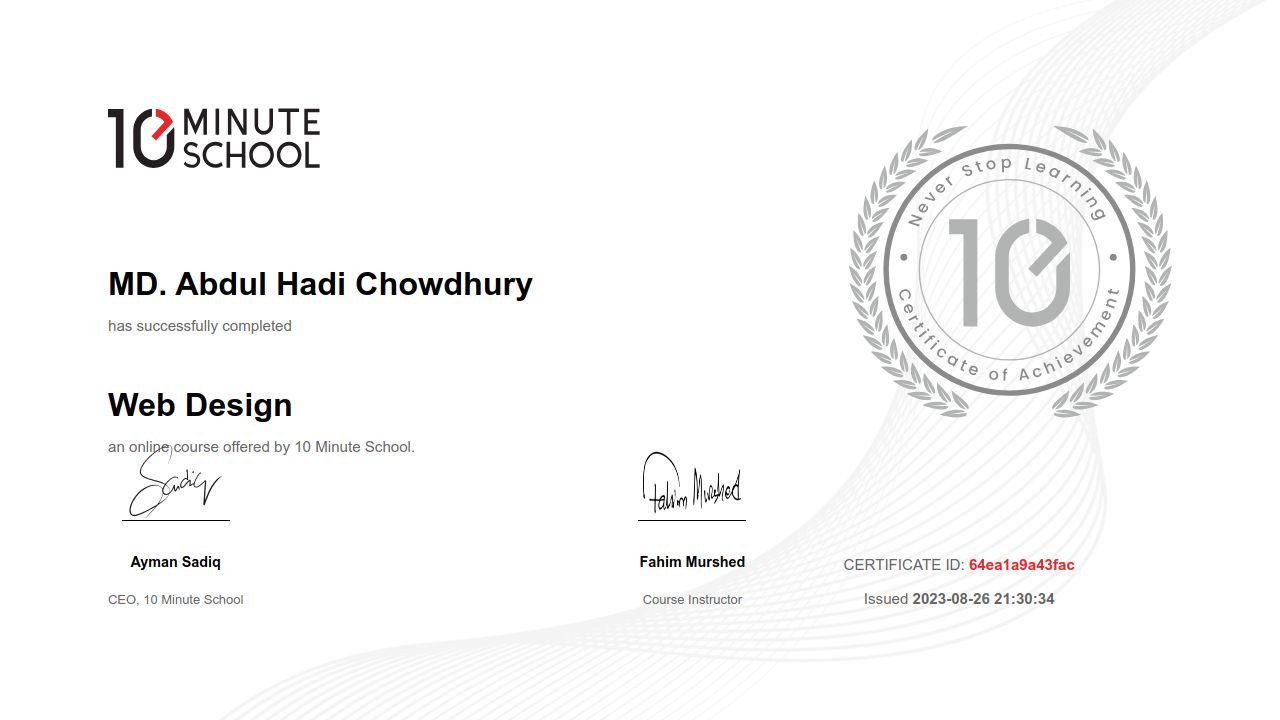 10 MINUTE
SCHOOL
Never Stop Learning
10
Certificate of Achievement
MD. Abdul Hadi Chowdhury
has successfully completed
Web Design
an online course offered by 10 Minute School.
Sadiq
Fahim Murshed
Ayman Sadiq
Fahim Murshed
CERTIFICATE ID: 64ea1a9a43fac
CEO, 10 Minute School
Course Instructor
Issued 2023-08-26 21:30:34